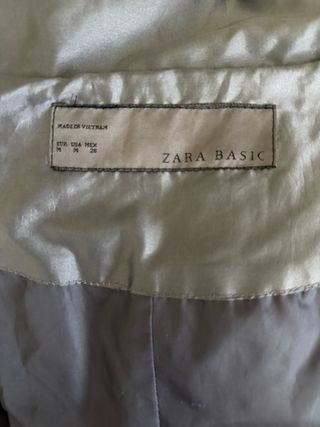 MADE IN VIETNAM
EUR USA MEX
M M 28
ZARA BASIC